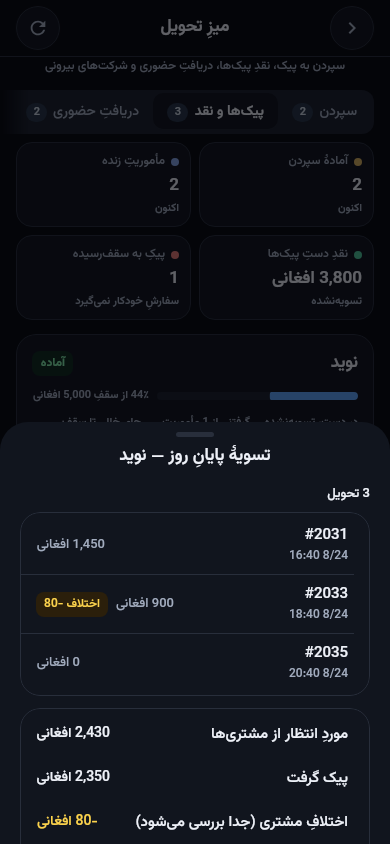 میزِ تحویل
سپردن به پیک، نقدِ پیک‌ها، دریافتِ حضوری و شرکت‌های بیرونی
سپردن 2
پیک‌ها و نقد 3
دریافتِ حضوری 2
آمادهٔ سپردن
2
اکنون
مأموریتِ زنده
2
اکنون
نقدِ دستِ پیک‌ها
3,800 افغانی
تسویه‌نشده
پیکِ به سقف‌رسیده
1
سفارشِ خودکار نمی‌گیرد
نوید
آماده
44٪ از سقفِ 5,000 افغانی
تسویهٔ پایانِ روز — نوید
3 تحویل
#2031
1,450 افغانی
8/24 16:40
#2033
900 افغانی
اختلاف -80
8/24 18:40
#2035
0 افغانی
8/24 20:40
موردِ انتظار از مشتری‌ها
2,430 افغانی
پیک گرفت
2,350 افغانی
اختلافِ مشتری (جدا بررسی می‌شود)
-80 افغانی